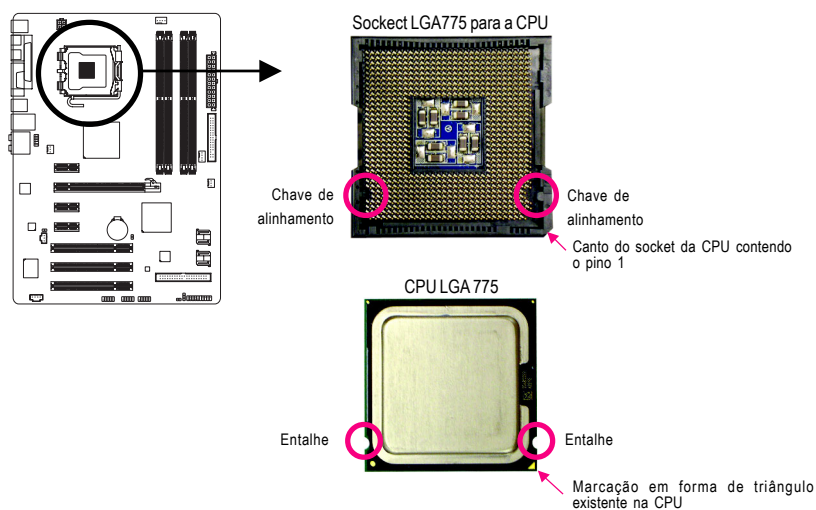 Sockect LGA775 para a CPU
Chave de
alinhamento
Chave de
alinhamento
Canto do socket da CPU contendo
o pino 1
CPU LGA 775
Entalhe
Entalhe
Marcação em forma de triângulo
existente na CPU